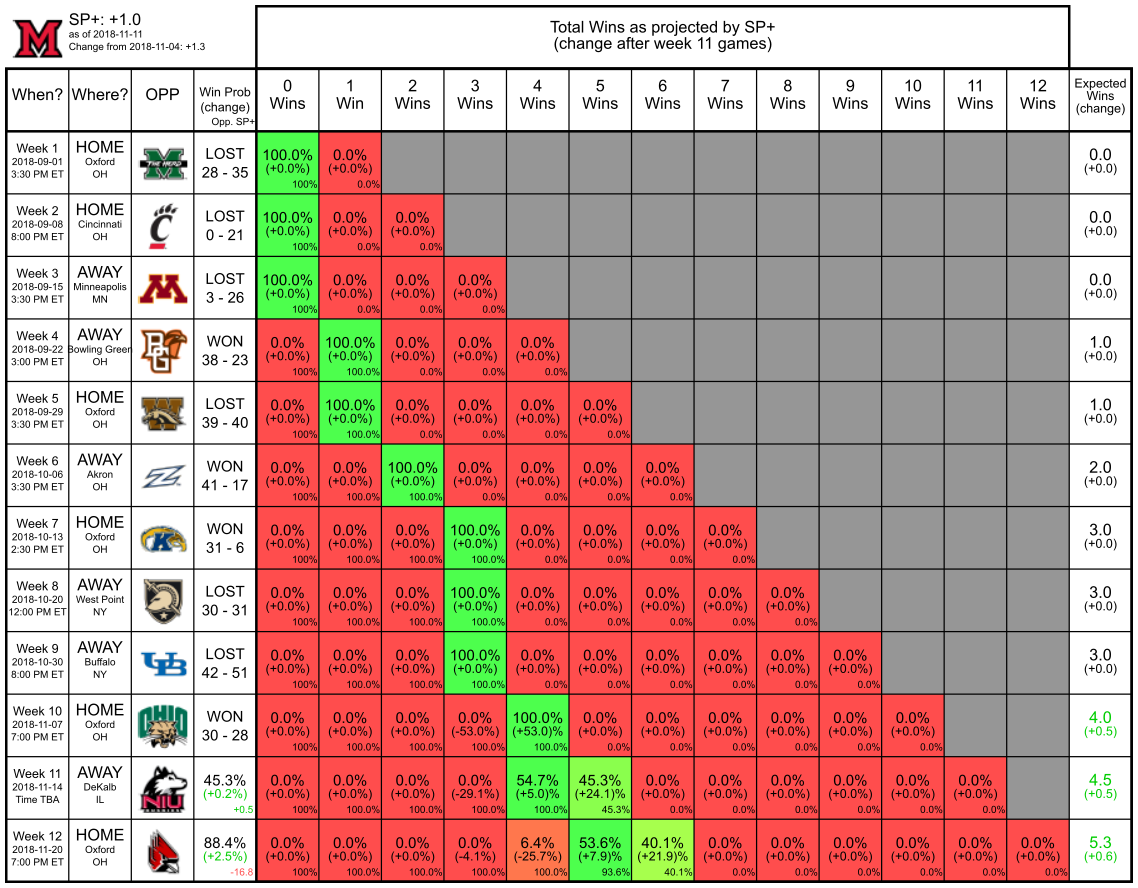 M
SP+: +1.0
as of 2018-11-11
Change from 2018-11-04: +1.3
Total Wins as projected by SP+
(change after week 11 games)
When? Where? OPP Win Prob (change) Opp. SP+ 0 Wins 1 Win 2 Wins 3 Wins 4 Wins 5 Wins 6 Wins 7 Wins 8 Wins 9 Wins 10 Wins 11 Wins 12 Wins Expected Wins (change)
Week 1 HOME LOST 100.0% 0.0% 0.0
2018-09-01 Oxford THE HERD (+0.0%) (+0.0%) (+0.0)
3:30 PM ET OH 28 - 35 100% 0.0%
Week 2 HOME LOST 100.0% 0.0% 0.0% 0.0
2018-09-08 Cincinnati C (+0.0%) (+0.0%) (+0.0%) (+0.0)
8:00 PM ET OH 0 - 21 100% 0.0% 0.0%
Week 3 AWAY LOST 100.0% 0.0% 0.0% 0.0% 0.0
2018-09-15 Minneapolis M (+0.0%) (+0.0%) (+0.0%) (+0.0%) (+0.0)
3:30 PM ET MN 3 - 26 100% 0.0% 0.0% 0.0%
Week 4 AWAY WON 0.0% 100.0% 0.0% 0.0% 0.0% 1.0
2018-09-22 Bowling Green BG (+0.0%) (+0.0%) (+0.0%) (+0.0%) (+0.0%) (+0.0)
3:00 PM ET OH 38 - 23 100% 100.0% 0.0% 0.0% 0.0%
Week 5 HOME LOST 0.0% 100.0% 0.0% 0.0% 0.0% 0.0% 1.0
2018-09-29 Oxford W (+0.0%) (+0.0%) (+0.0%) (+0.0%) (+0.0%) (+0.0%) (+0.0)
3:30 PM ET OH 39 - 40 100% 100.0% 0.0% 0.0% 0.0% 0.0%
Week 6 AWAY WON 0.0% 0.0% 100.0% 0.0% 0.0% 0.0% 0.0% 2.0
2018-10-06 Akron Z (+0.0%) (+0.0%) (+0.0%) (+0.0%) (+0.0%) (+0.0%) (+0.0%) (+0.0)
3:30 PM ET OH 41 - 17 100% 100.0% 100.0% 0.0% 0.0% 0.0% 0.0%
Week 7 HOME WON 0.0% 0.0% 0.0% 100.0% 0.0% 0.0% 0.0% 0.0% 3.0
2018-10-13 Oxford K (+0.0%) (+0.0%) (+0.0%) (+0.0%) (+0.0%) (+0.0%) (+0.0%) (+0.0%) (+0.0)
2:30 PM ET OH 31 - 6 100% 100.0% 100.0% 100.0% 0.0% 0.0% 0.0% 0.0%
Week 8 AWAY LOST 0.0% 0.0% 0.0% 100.0% 0.0% 0.0% 0.0% 0.0% 0.0% 3.0
2018-10-20 West Point (+0.0%) (+0.0%) (+0.0%) (+0.0%) (+0.0%) (+0.0%) (+0.0%) (+0.0%) (+0.0%) (+0.0)
12:00 PM ET NY 30 - 31 100% 100.0% 100.0% 100.0% 0.0% 0.0% 0.0% 0.0% 0.0%
Week 9 AWAY LOST 0.0% 0.0% 0.0% 100.0% 0.0% 0.0% 0.0% 0.0% 0.0% 0.0% 3.0
2018-10-30 Buffalo UB (+0.0%) (+0.0%) (+0.0%) (+0.0%) (+0.0%) (+0.0%) (+0.0%) (+0.0%) (+0.0%) (+0.0%) (+0.0)
8:00 PM ET NY 42 - 51 100% 100.0% 100.0% 100.0% 0.0% 0.0% 0.0% 0.0% 0.0% 0.0%
Week 10 HOME WON 0.0% 0.0% 0.0% 0.0% 100.0% 0.0% 0.0% 0.0% 0.0% 0.0% 0.0% 4.0
2018-11-07 Oxford OHIO (+0.0%) (+0.0%) (+0.0%) (-53.0%) (+53.0)% (+0.0%) (+0.0%) (+0.0%) (+0.0%) (+0.0%) (+0.0%) (+0.5)
7:00 PM ET OH 30 - 28 100% 100.0% 100.0% 100.0% 100.0% 0.0% 0.0% 0.0% 0.0% 0.0% 0.0%
Week 11 AWAY 45.3% 0.0% 0.0% 0.0% 0.0% 54.7% 45.3% 0.0% 0.0% 0.0% 0.0% 0.0% 0.0% 4.5
2018-11-14 DeKalb NIU (+0.2%) (+0.0%) (+0.0%) (+0.0%) (-29.1%) (+5.0)% (+24.1)% (+0.0%) (+0.0%) (+0.0%) (+0.0%) (+0.0%) (+0.0%) (+0.5)
Time TBA IL +0.5 100% 100.0% 100.0% 100.0% 100.0% 45.3% 0.0% 0.0% 0.0% 0.0% 0.0% 0.0%
Week 12 HOME 88.4% 0.0% 0.0% 0.0% 0.0% 6.4% 53.6% 40.1% 0.0% 0.0% 0.0% 0.0% 0.0% 0.0% 5.3
2018-11-20 Oxford (+2.5%) (+0.0%) (+0.0%) (+0.0%) (-4.1%) (-25.7%) (+7.9)% (+21.9)% (+0.0%) (+0.0%) (+0.0%) (+0.0%) (+0.0%) (+0.0%) (+0.6)
7:00 PM ET OH -16.8 100% 100.0% 100.0% 100.0% 100.0% 93.6% 40.1% 0.0% 0.0% 0.0% 0.0% 0.0% 0.0%